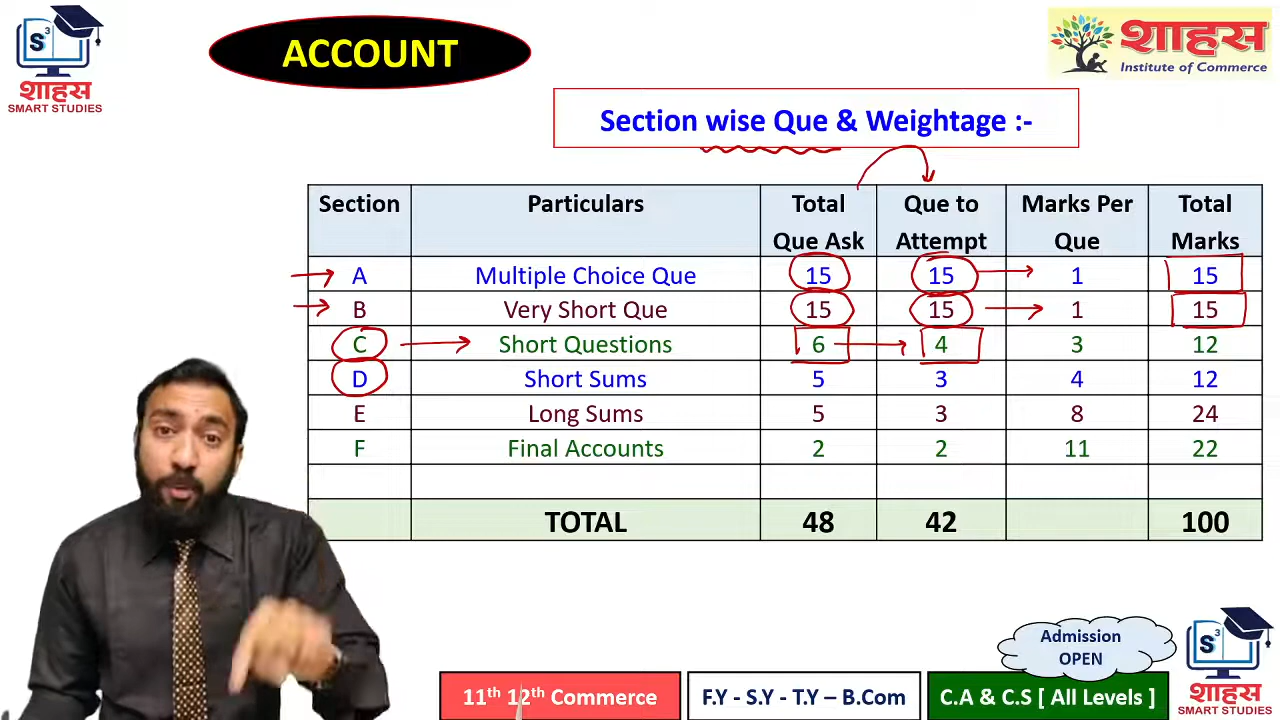 S³
शाहस
SMART STUDIES
ACCOUNT
शाहस
Institute of Commerce
Section wise Que & Weightage :-
Section Particulars Total Que Ask Que to Attempt Marks Per Que Total Marks
A Multiple Choice Que 15 15 1 15
B Very Short Que 15 15 1 15
C Short Questions 6 4 3 12
D Short Sums 5 3 4 12
E Long Sums 5 3 8 24
F Final Accounts 2 2 11 22
TOTAL 48 42 100
Admission
OPEN
11th 12th Commerce
F.Y - S.Y - T.Y – B.Com
C.A & C.S [ All Levels ]
S³
शाहस
SMART STUDIES